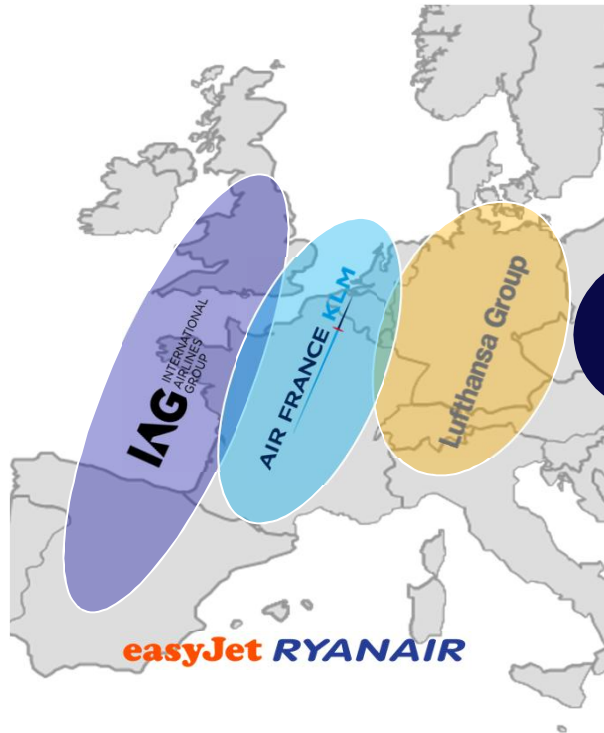 IAG INTERNATIONAL
AIRLINES
GROUP
AIR FRANCE KLM
Lufthansa Group
easyJet RYANAIR